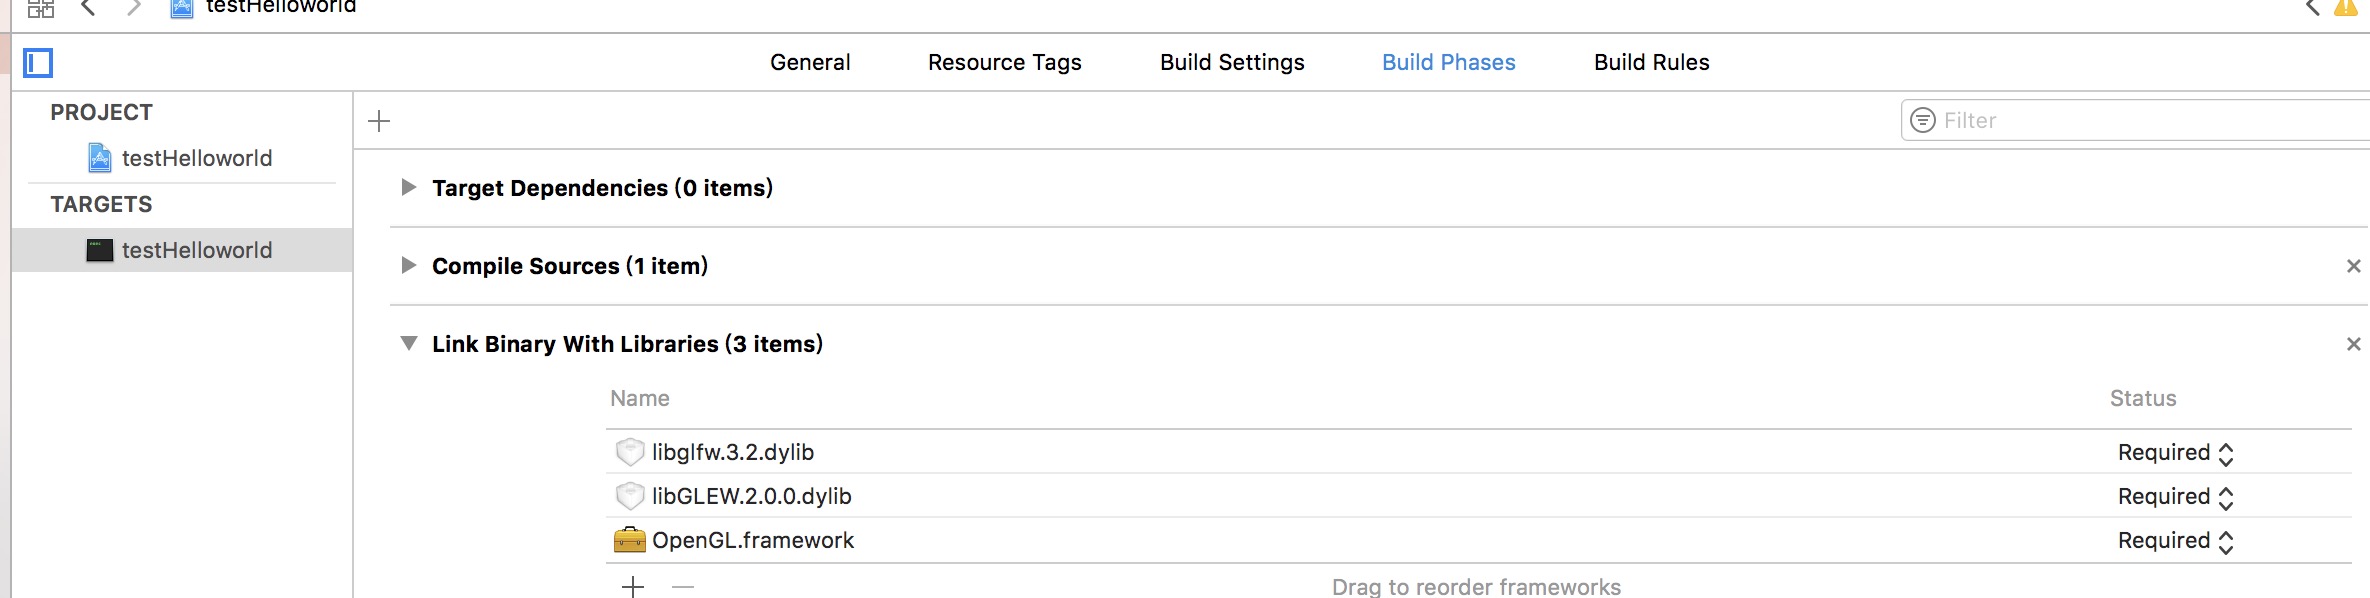 testHelloworld
General Resource Tags Build Settings Build Phases Build Rules
PROJECT
testHelloworld
TARGETS
testHelloworld
Filter
Target Dependencies (0 items)
Compile Sources (1 item)
Link Binary With Libraries (3 items)
Name Status
libglfw.3.2.dylib Required
libGLEW.2.0.0.dylib Required
OpenGL.framework Required
Drag to reorder frameworks